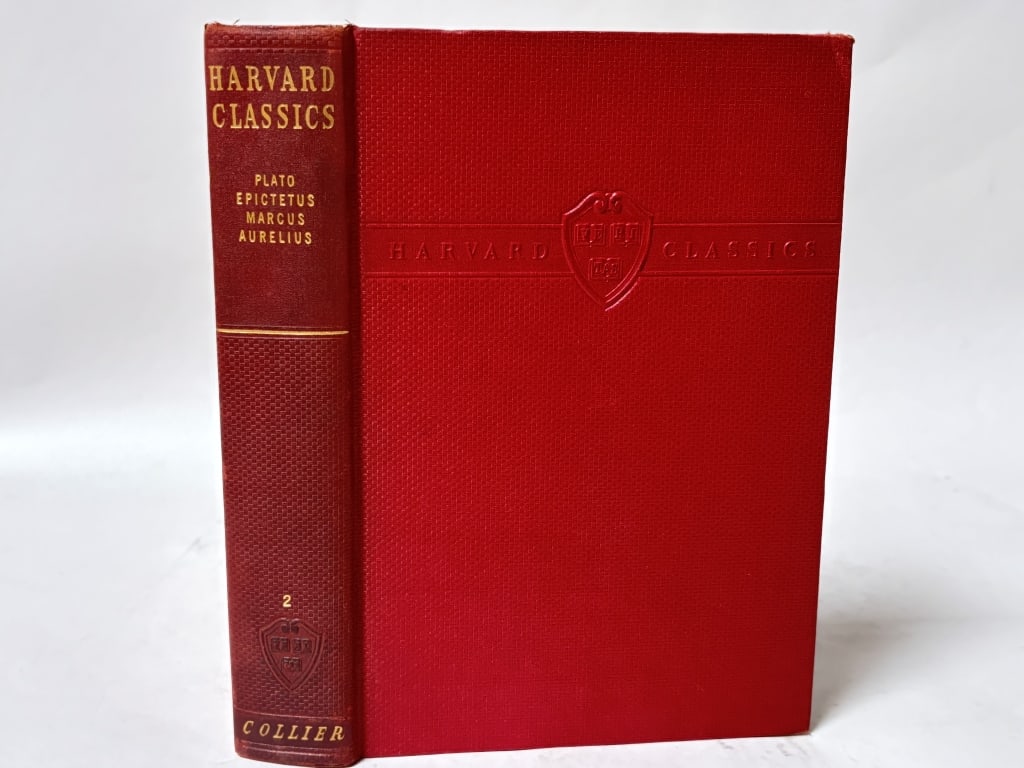 HARVARD
CLASSICS
PLATO
EPICTETUS
MARCUS
AURELIUS
2
COLLIER
HARVARD CLASSICS